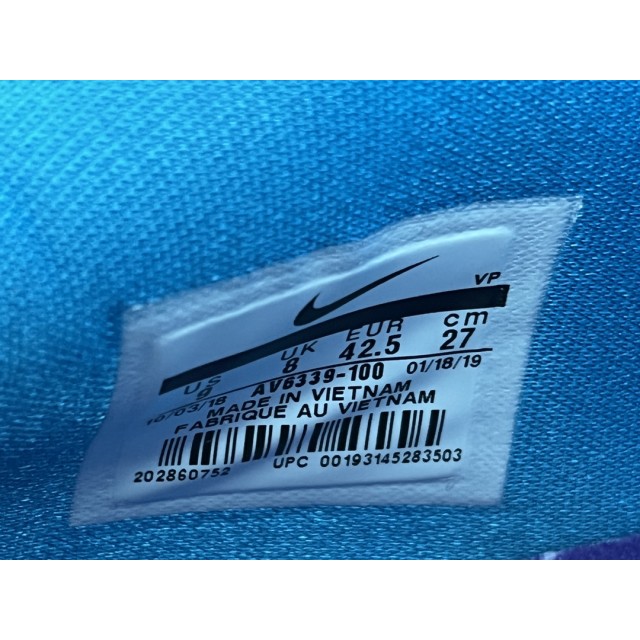 VP
US UK EUR cm
9 8 42.5 27
10/03/18 AV6339-100 01/18/19
MADE IN VIETNAM
FABRIQUE AU VIETNAM
202860752 UPC 00193145283503